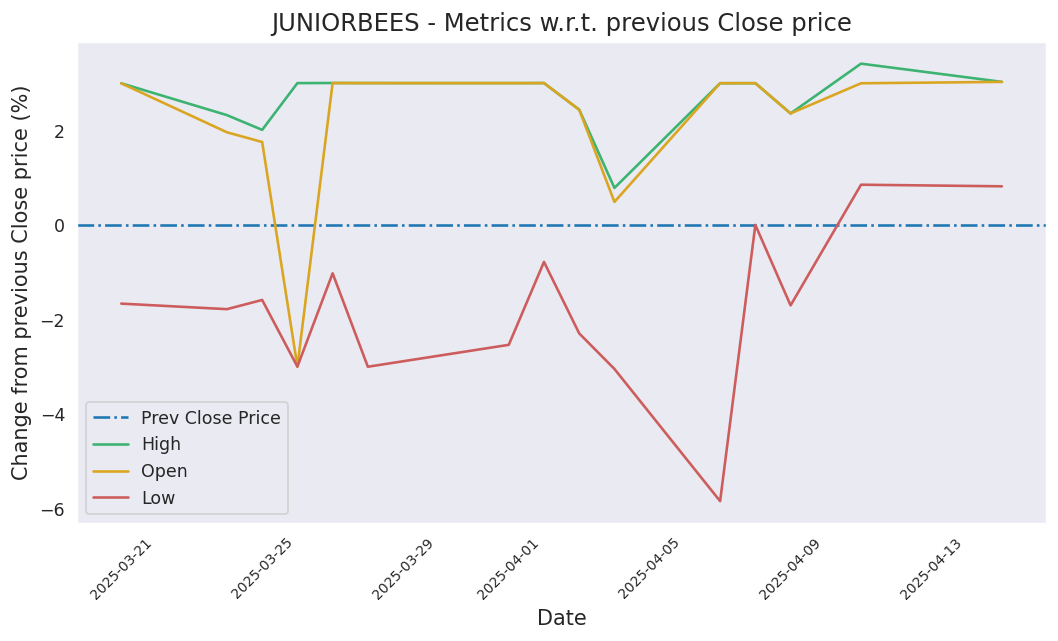 JUNIORBEES - Metrics w.r.t. previous Close price
Change from previous Close price (%)
2
0
−2
−4
−6
Prev Close Price
High
Open
Low
2025-03-21
2025-03-25
2025-03-29
2025-04-01
2025-04-05
2025-04-09
2025-04-13
Date